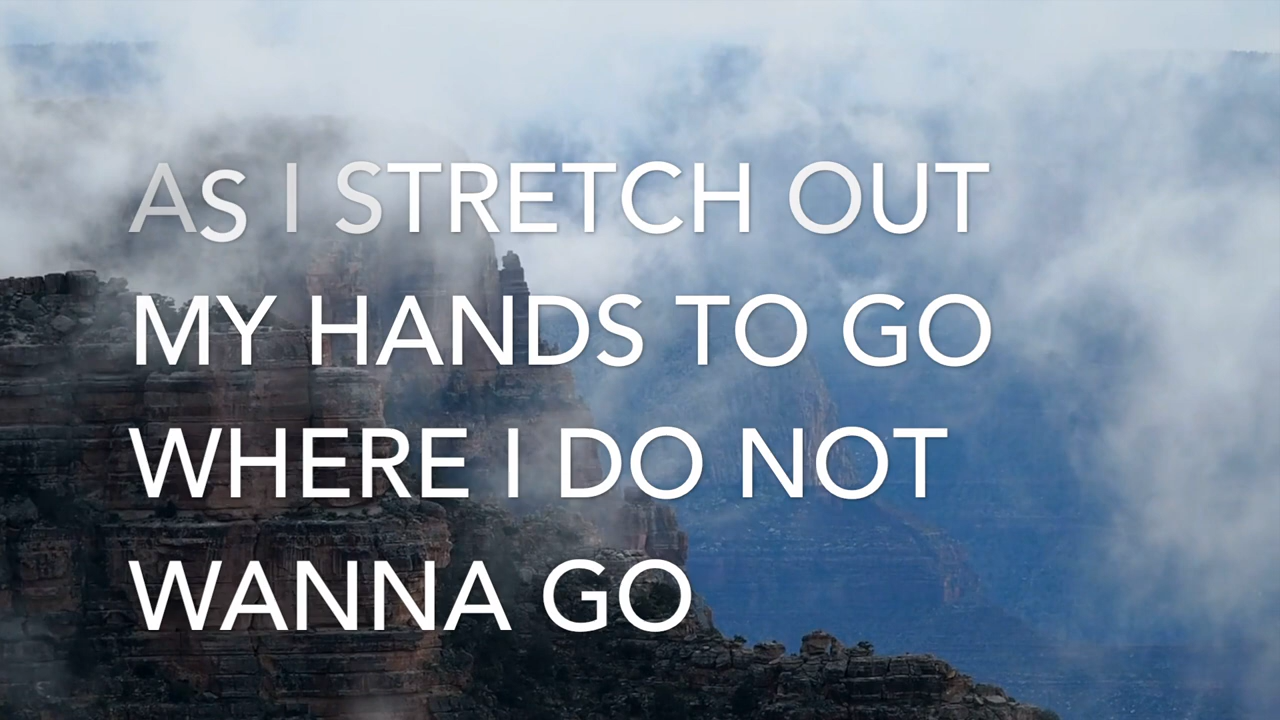 AS I STRETCH OUT
MY HANDS TO GO
WHERE I DO NOT
WANNA GO